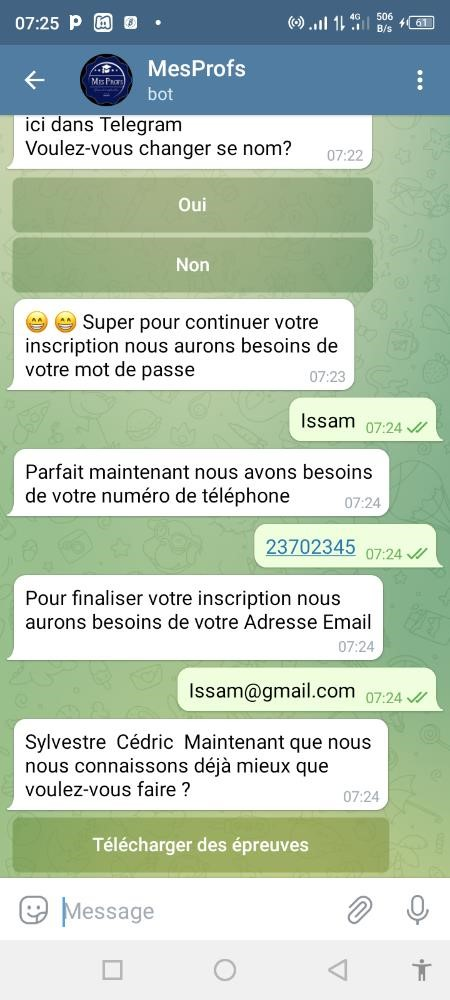 07:25
4G
506
B/s
61
MES PROFS
MesProfs
bot
ici dans Telegram
Voulez-vous changer se nom?
07:22
Oui
Non
😁 😁 Super pour continuer votre
inscription nous aurons besoins de
votre mot de passe
07:23
Issam 07:24
Parfait maintenant nous avons besoins
de votre numéro de téléphone
07:24
23702345 07:24
Pour finaliser votre inscription nous
aurons besoins de votre Adresse Email
07:24
Issam@gmail.com 07:24
Sylvestre Cédric Maintenant que nous
nous connaissons déjà mieux que
voulez-vous faire ?
07:24
Télécharger des épreuves
Message